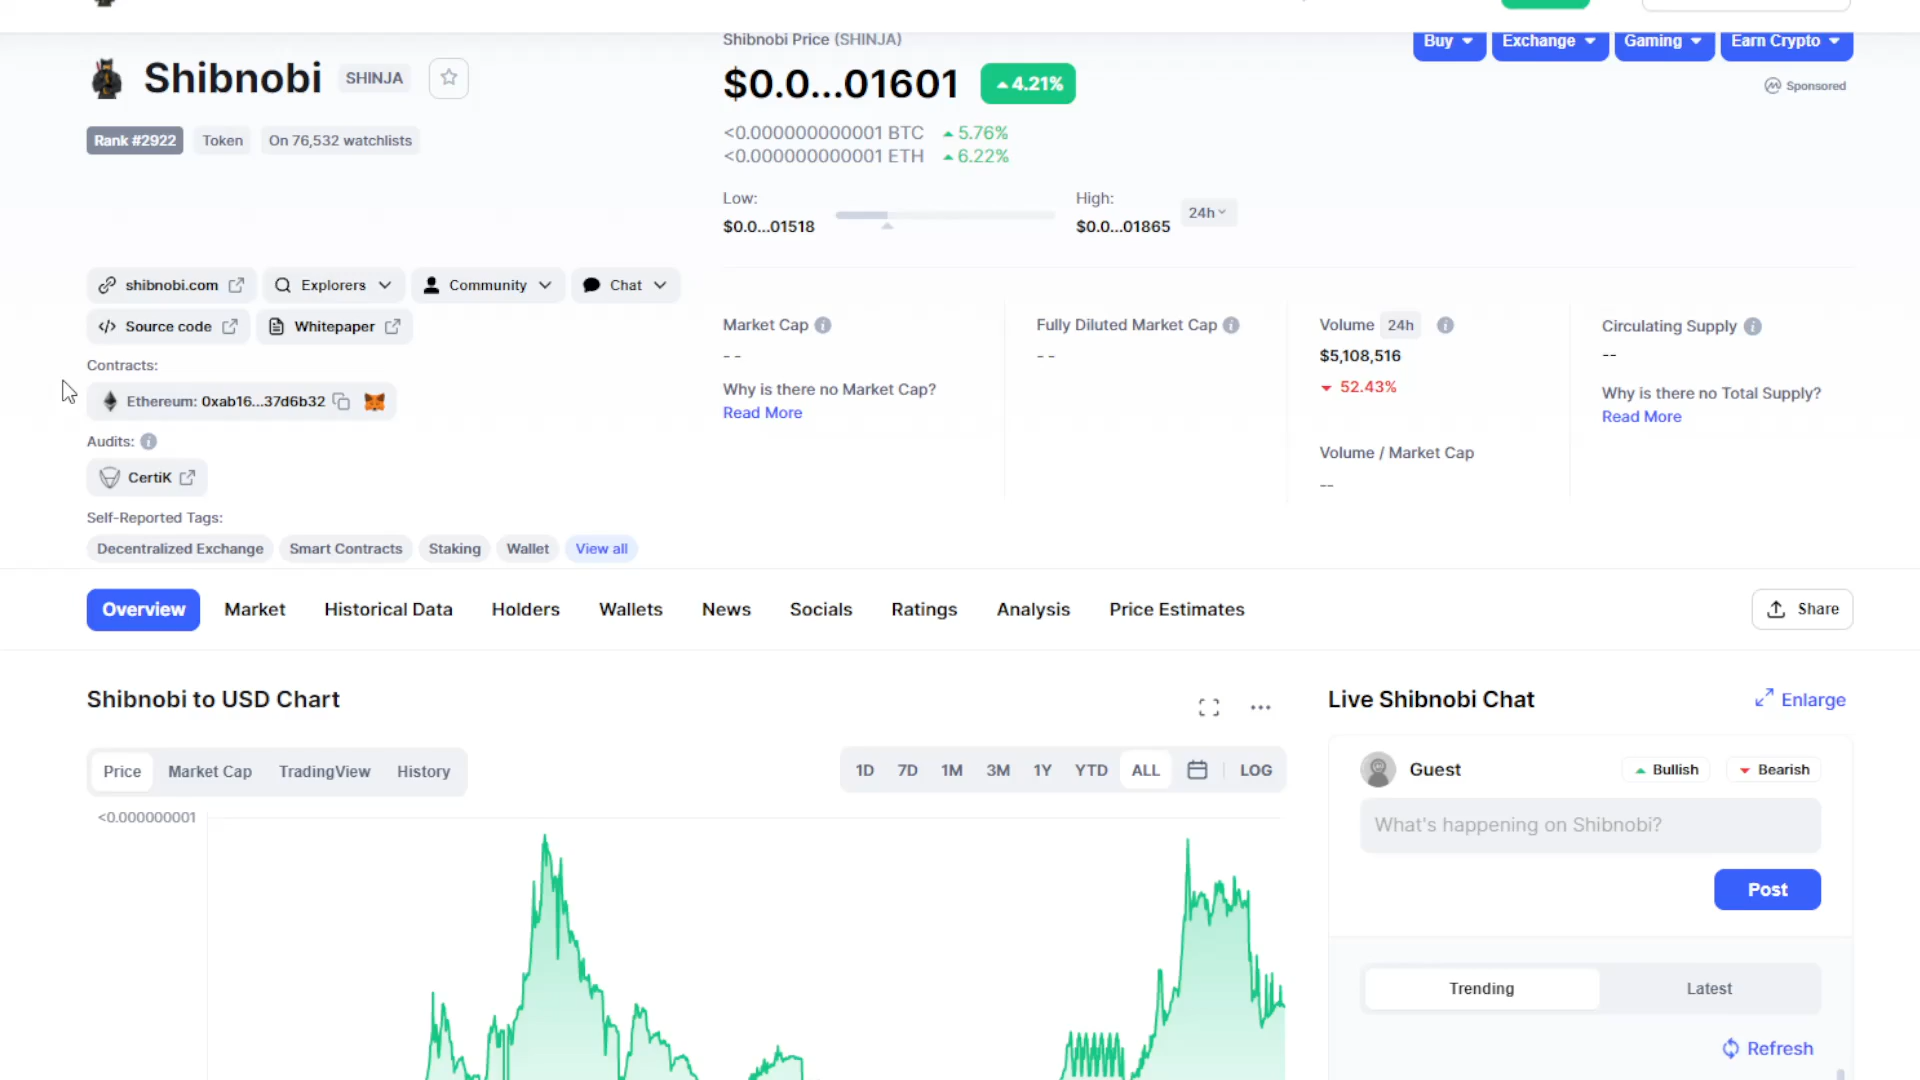 Shibnobi SHINJA
Rank #2922 Token On 76,532 watchlists
shibnobi.com Explorers Community Chat
Source code Whitepaper
Contracts:
Ethereum: 0xab16...37d6b32
Audits:
CertiK
Self-Reported Tags:
Decentralized Exchange Smart Contracts Staking Wallet View all
Shibnobi Price (SHINJA)
$0.0...01601 4.21%
<0.000000000001 BTC 5.76%
<0.000000000001 ETH 6.22%
Low: High:
$0.0...01518 $0.0...01865 24h
Buy Exchange Gaming Earn Crypto
Sponsored
Market Cap
- -
Why is there no Market Cap?
Read More
Fully Diluted Market Cap
- -
Volume 24h
$5,108,516
52.43%
Volume / Market Cap
--
Circulating Supply
--
Why is there no Total Supply?
Read More
Overview Market Historical Data Holders Wallets News Socials Ratings Analysis Price Estimates Share
Shibnobi to USD Chart
Price Market Cap TradingView History 1D 7D 1M 3M 1Y YTD ALL LOG
<0.000000001
Live Shibnobi Chat Enlarge
Guest Bullish Bearish
What's happening on Shibnobi?
Post
Trending Latest
Refresh